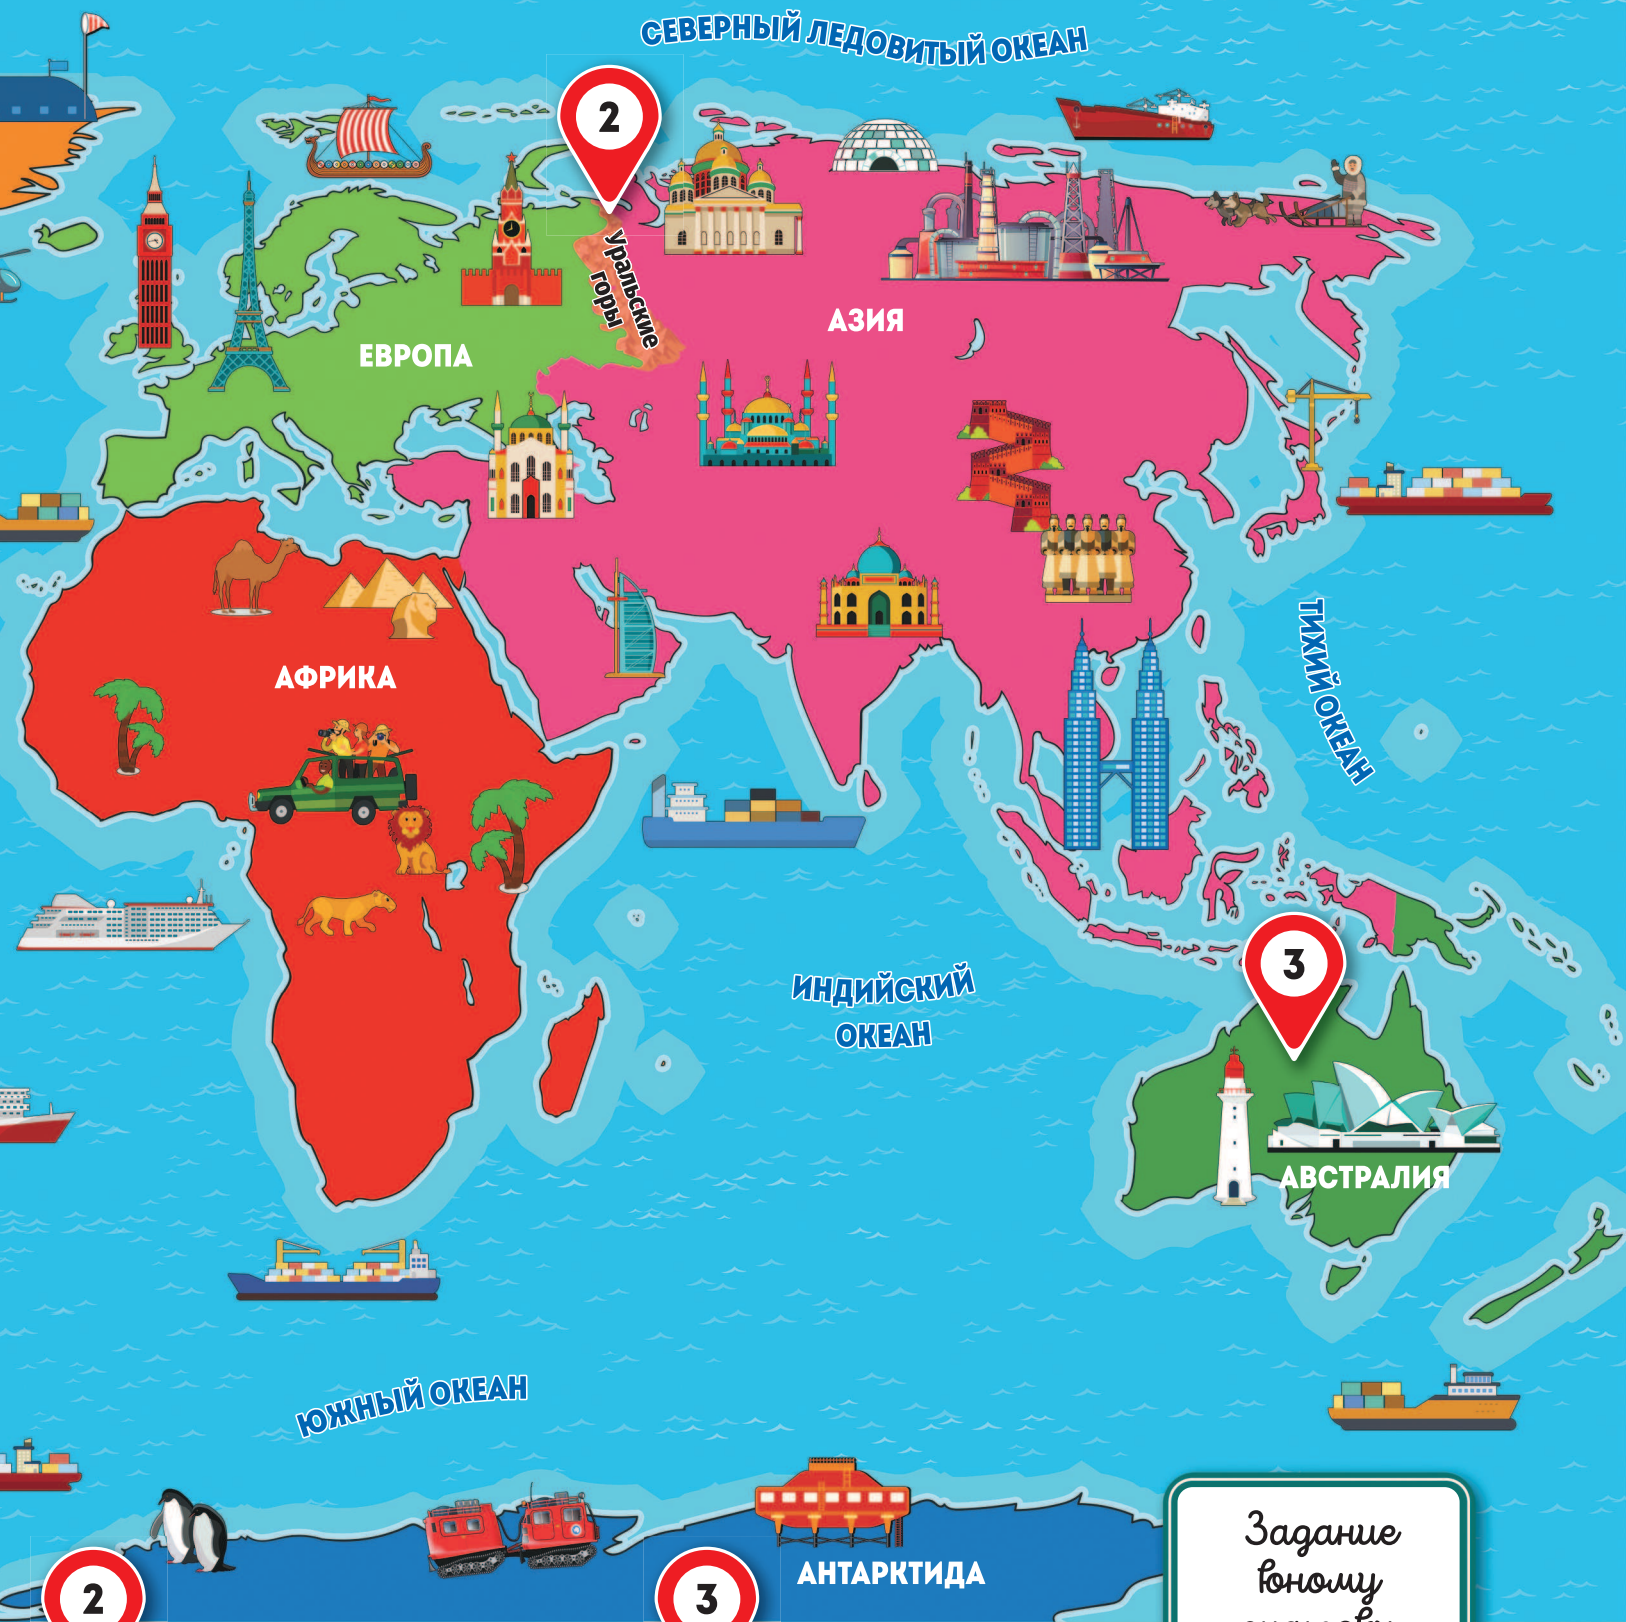 СЕВЕРНЫЙ ЛЕДОВИТЫЙ ОКЕАН
2
Уральские
горы
АЗИЯ
ЕВРОПА
ТИХИЙ ОКЕАН
АФРИКА
3
ИНДИЙСКИЙ
ОКЕАН
АВСТРАЛИЯ
ЮЖНЫЙ ОКЕАН
АНТАРКТИДА
2
3
Задание
юному